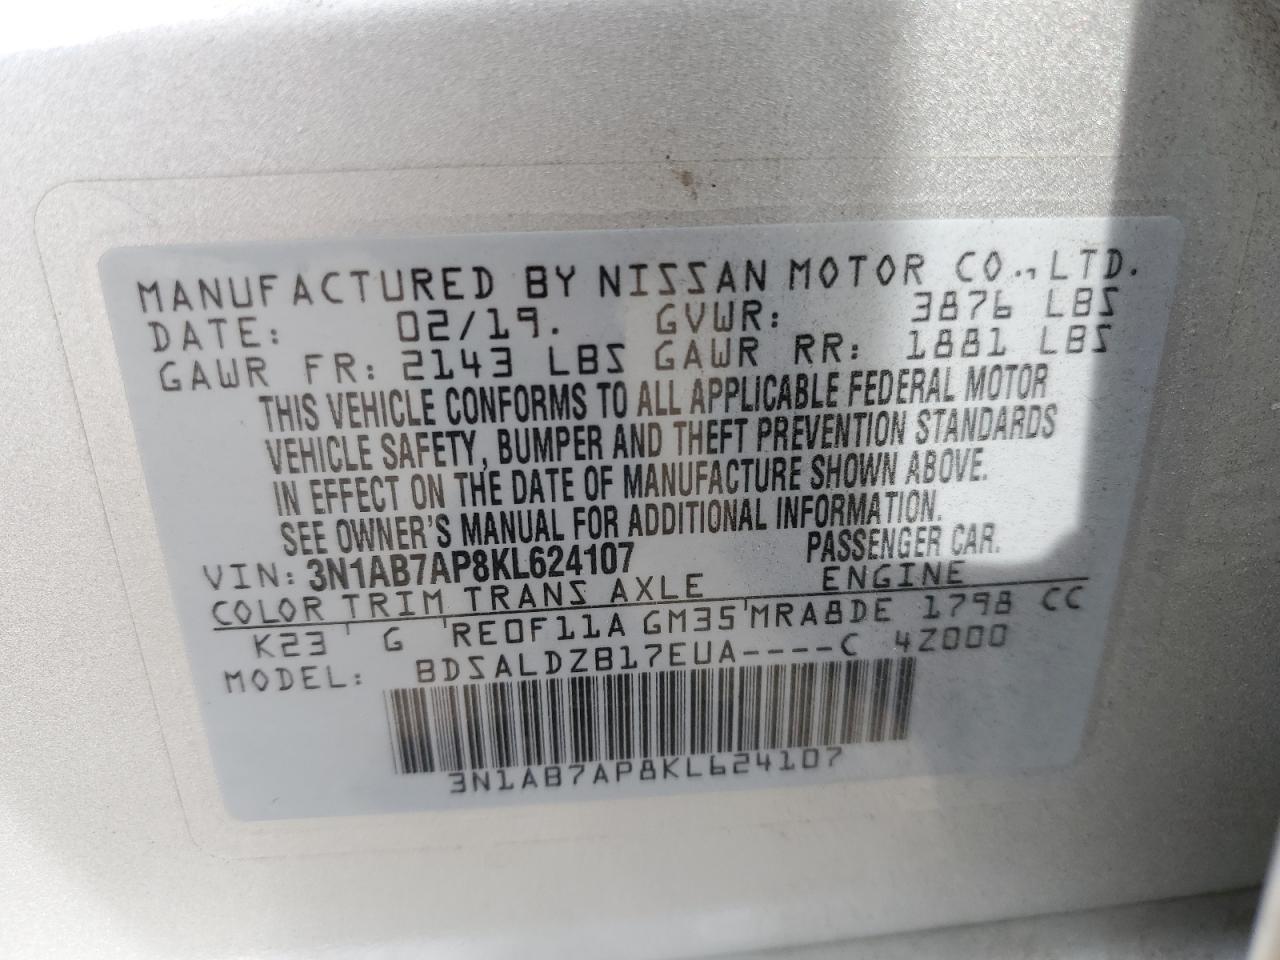 MANUFACTURED BY NISSAN MOTOR CO., LTD.
DATE: 02/19. GVWR: 3876 LBS
GAWR FR: 2143 LBS GAWR RR: 1881 LBS
THIS VEHICLE CONFORMS TO ALL APPLICABLE FEDERAL MOTOR
VEHICLE SAFETY, BUMPER AND THEFT PREVENTION STANDARDS
IN EFFECT ON THE DATE OF MANUFACTURE SHOWN ABOVE.
SEE OWNER'S MANUAL FOR ADDITIONAL INFORMATION.
VIN: 3N1AB7AP8KL624107 PASSENGER CAR.
COLOR TRIM TRANS AXLE ENGINE
K23 G RE0F11A GM35 MRA8DE 1798 CC
MODEL: BDSALDZB17EUA----C 4Z000
3N1AB7AP8KL624107